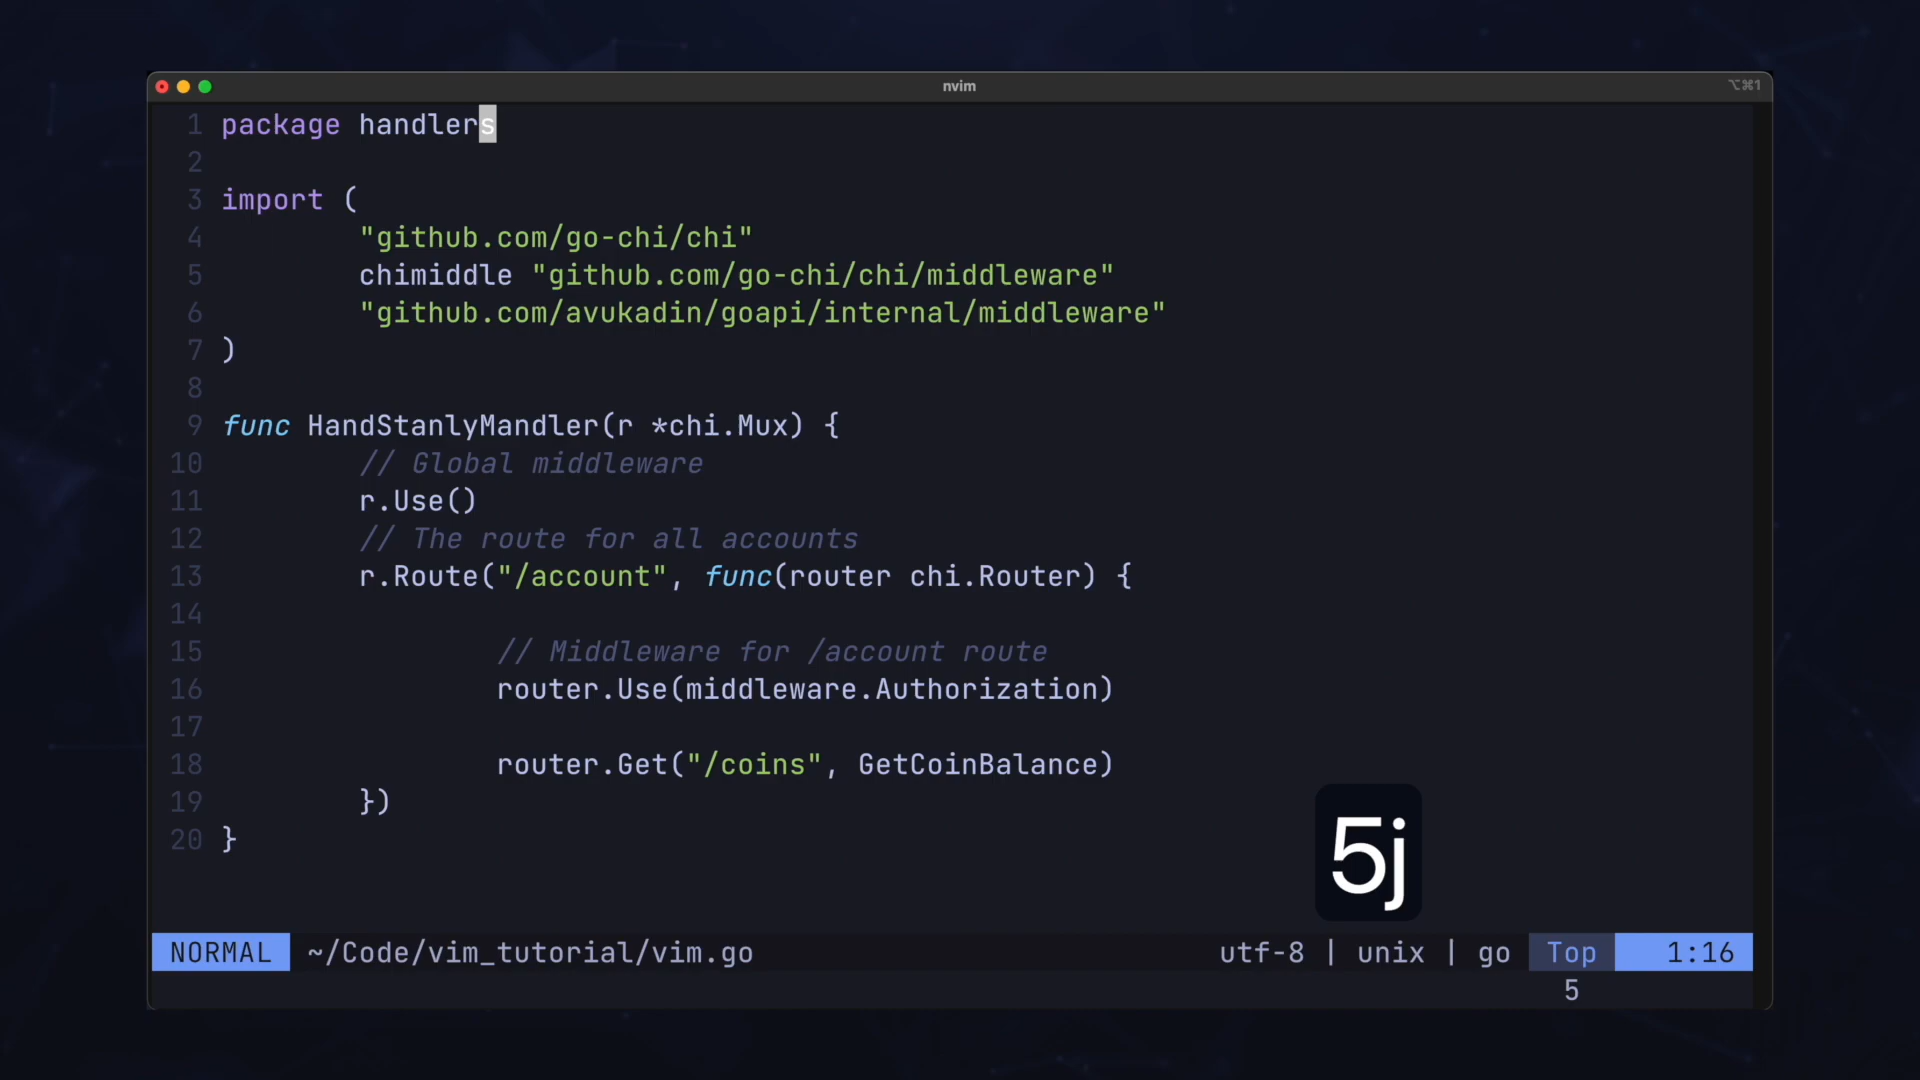 nvim
⌥⌘1
1 package handlers
2
3 import (
4 "github.com/go-chi/chi"
5 chimiddle "github.com/go-chi/chi/middleware"
6 "github.com/avukadin/goapi/internal/middleware"
7 )
8
9 func HandStanlyMandler(r *chi.Mux) {
10 // Global middleware
11 r.Use()
12 // The route for all accounts
13 r.Route("/account", func(router chi.Router) {
14
15 // Middleware for /account route
16 router.Use(middleware.Authorization)
17
18 router.Get("/coins", GetCoinBalance)
19 })
20 }
5j
NORMAL ~/Code/vim_tutorial/vim.go utf-8 | unix | go Top 1:16
5